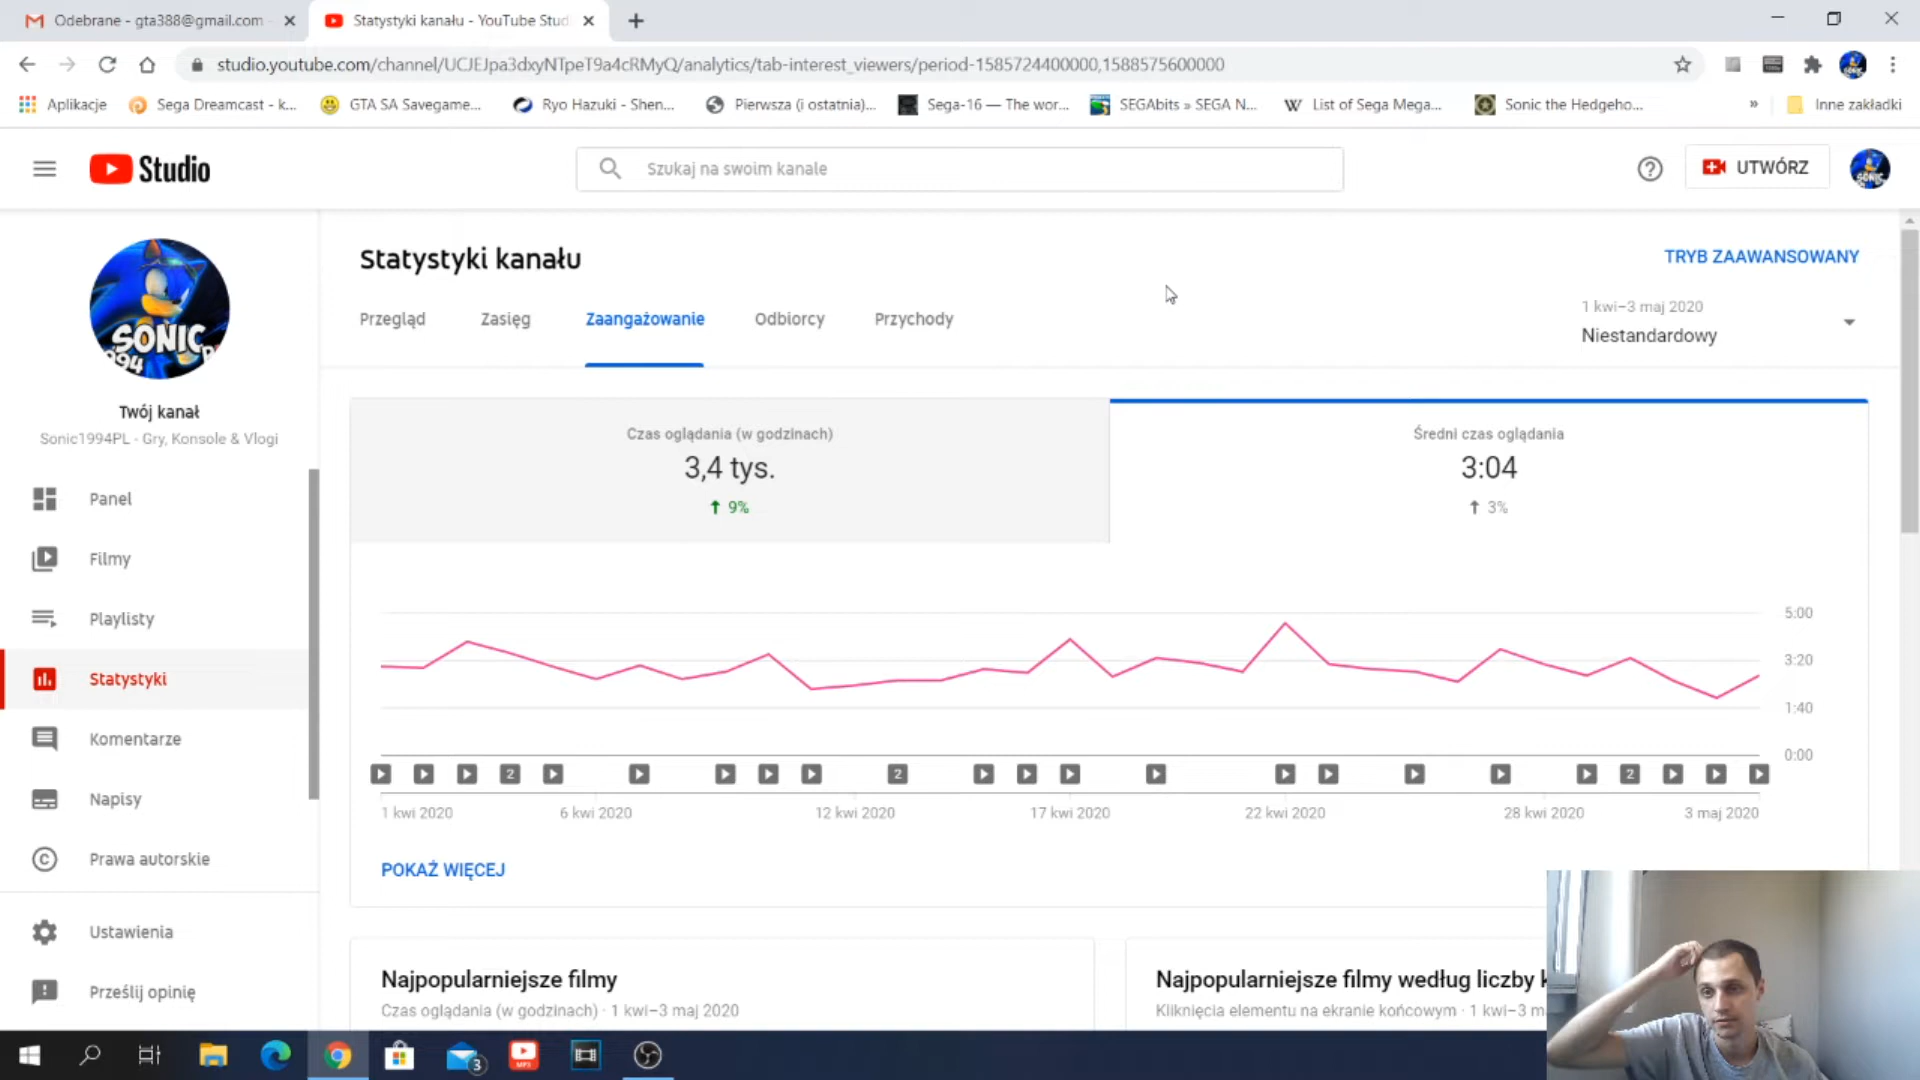 Odebrane - gta388@gmail.com
Statystyki kanału - YouTube Stud
studio.youtube.com/channel/UCJEJpa3dxyNTpeT9a4cRMyQ/analytics/tab-interest_viewers/period-1585724400000,1588575600000
Aplikacje
Sega Dreamcast - k...
GTA SA Savegame...
Ryo Hazuki - Shen...
Pierwsza (i ostatnia)...
Sega-16 — The wor...
SEGAbits » SEGA N...
List of Sega Mega...
Sonic the Hedgeho...
»
Inne zakładki
Studio
Szukaj na swoim kanale
UTWÓRZ
SONIC
Twój kanał
Sonic1994PL - Gry, Konsole & Vlogi
Panel
Filmy
Playlisty
Statystyki
Komentarze
Napisy
Prawa autorskie
Ustawienia
Prześlij opinię
Statystyki kanału
TRYB ZAAWANSOWANY
Przegląd
Zasięg
Zaangażowanie
Odbiorcy
Przychody
1 kwi–3 maj 2020
Niestandardowy
Czas oglądania (w godzinach)
3,4 tys.
9%
Średni czas oglądania
3:04
3%
5:00
3:20
1:40
0:00
2
2
2
1 kwi 2020
6 kwi 2020
12 kwi 2020
17 kwi 2020
22 kwi 2020
28 kwi 2020
3 maj 2020
POKAŻ WIĘCEJ
Najpopularniejsze filmy
Czas oglądania (w godzinach) · 1 kwi–3 maj 2020
Najpopularniejsze filmy według liczby k
Kliknięcia elementu na ekranie końcowym · 1 kwi–3 m
3
MP3